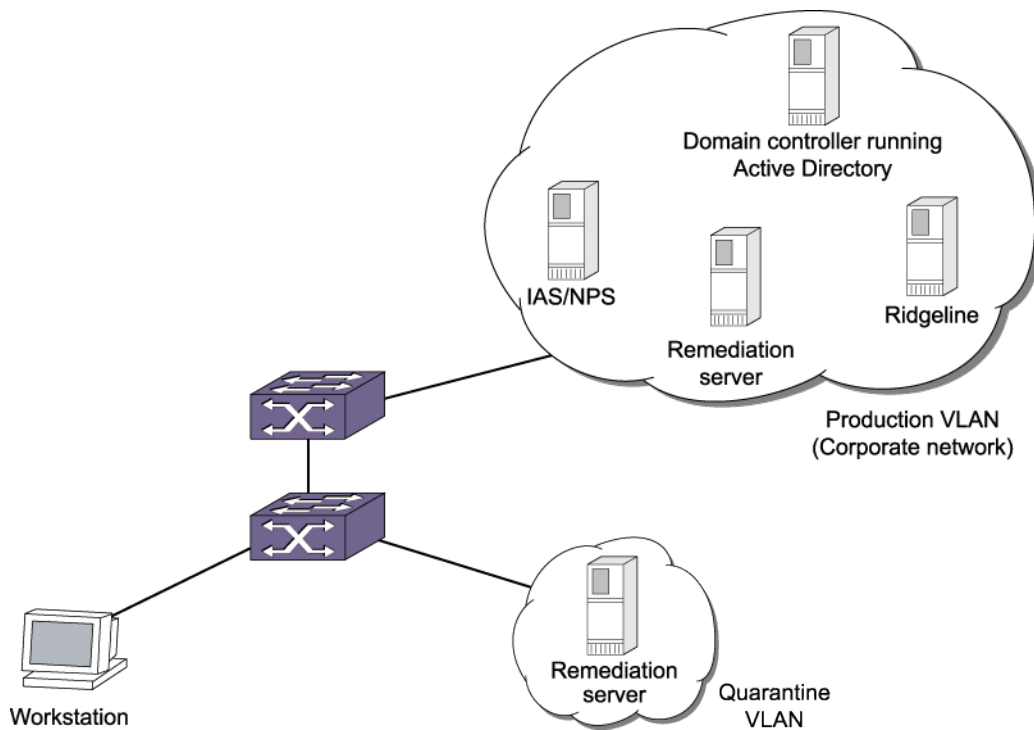 Domain controller running
Active Directory
IAS/NPS
Remediation
server
Ridgeline
Production VLAN
(Corporate network)
Remediation
server
Quarantine
VLAN
Workstation